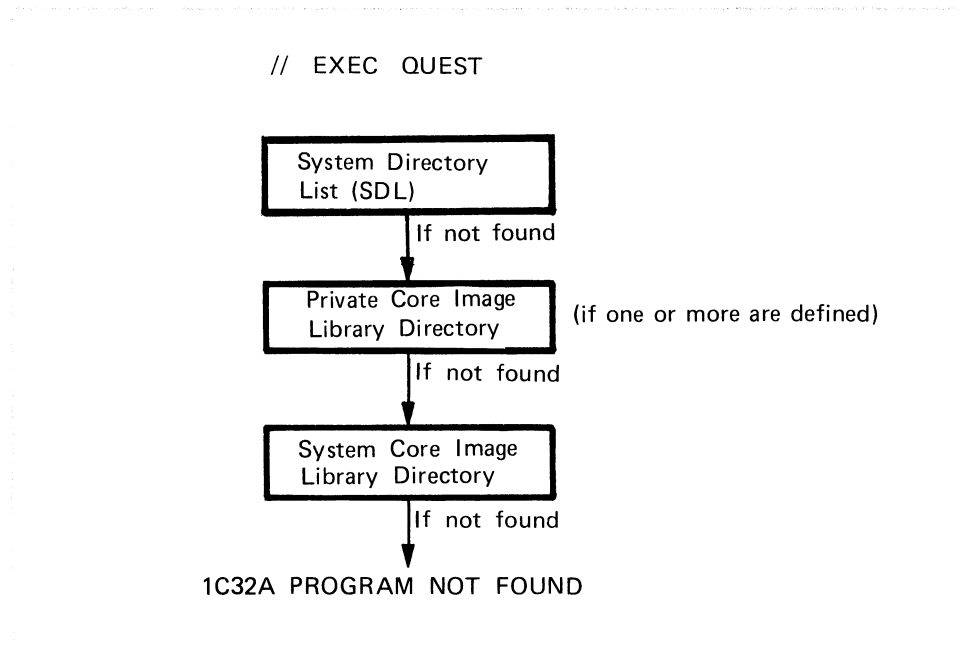 // EXEC QUEST
System Directory
List (SDL)
If not found
Private Core Image
Library Directory
(if one or more are defined)
If not found
System Core Image
Library Directory
If not found
1C32A PROGRAM NOT FOUND